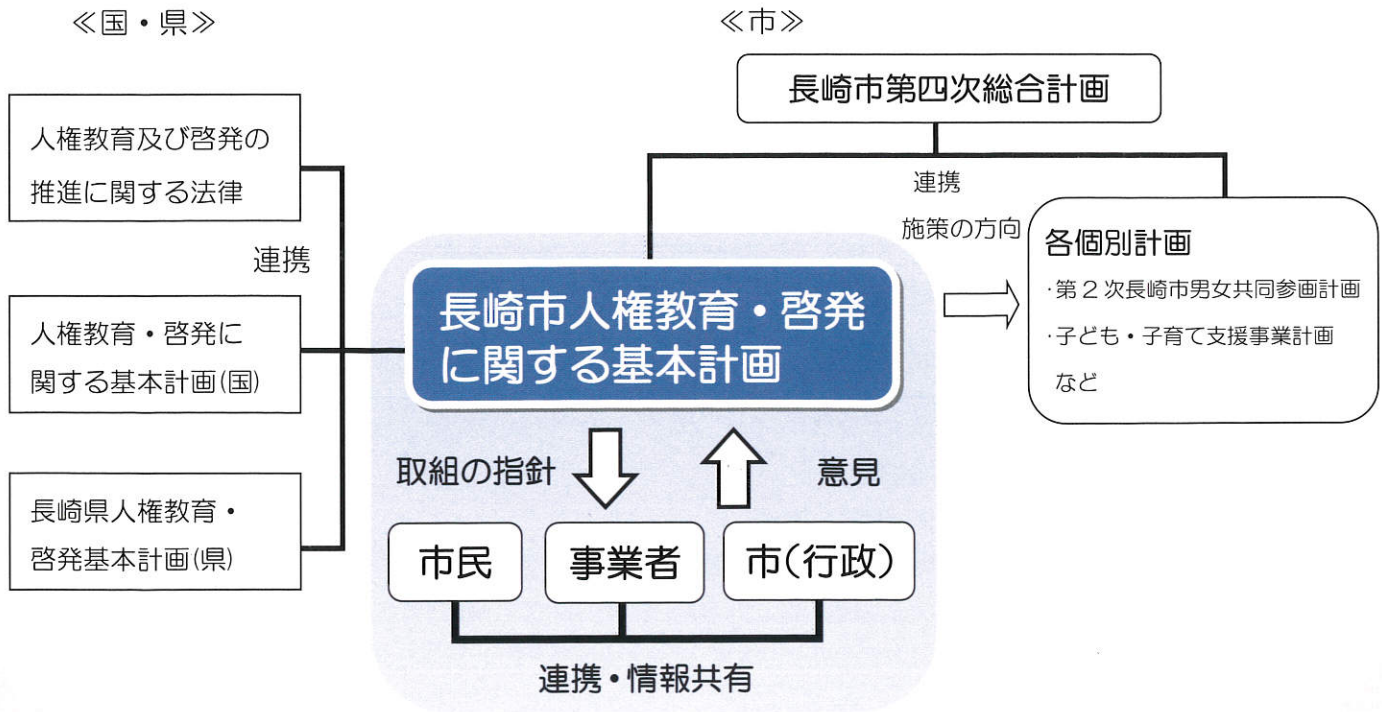 ≪国・県≫
≪市≫
長崎市第四次総合計画
人権教育及び啓発の
推進に関する法律
連携
人権教育・啓発に
関する基本計画(国)
長崎県人権教育・
啓発基本計画(県)
連携
施策の方向
各個別計画
・第2次長崎市男女共同参画計画
・子ども・子育て支援事業計画
など
長崎市人権教育・啓発
に関する基本計画
取組の指針
意見
市民
事業者
市(行政)
連携・情報共有